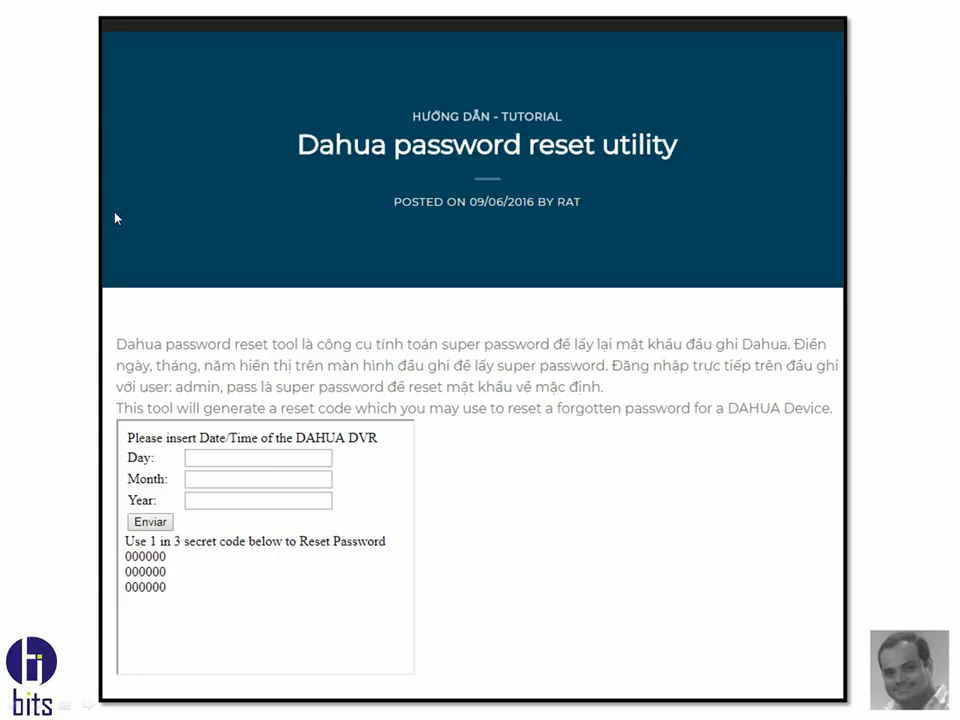 HƯỚNG DẪN - TUTORIAL
Dahua password reset utility
POSTED ON 09/06/2016 BY RAT
Dahua password reset tool là công cụ tính toán super password để lấy lại mật khẩu đầu ghi Dahua. Điền
ngày, tháng, năm hiển thị trên màn hình đầu ghi để lấy super password. Đăng nhập trực tiếp trên đầu ghi
với user: admin, pass là super password để reset mật khẩu về mặc định.
This tool will generate a reset code which you may use to reset a forgotten password for a DAHUA Device.
Please insert Date/Time of the DAHUA DVR
Day:
Month:
Year:
Enviar
Use 1 in 3 secret code below to Reset Password
000000
000000
000000
hi
bits